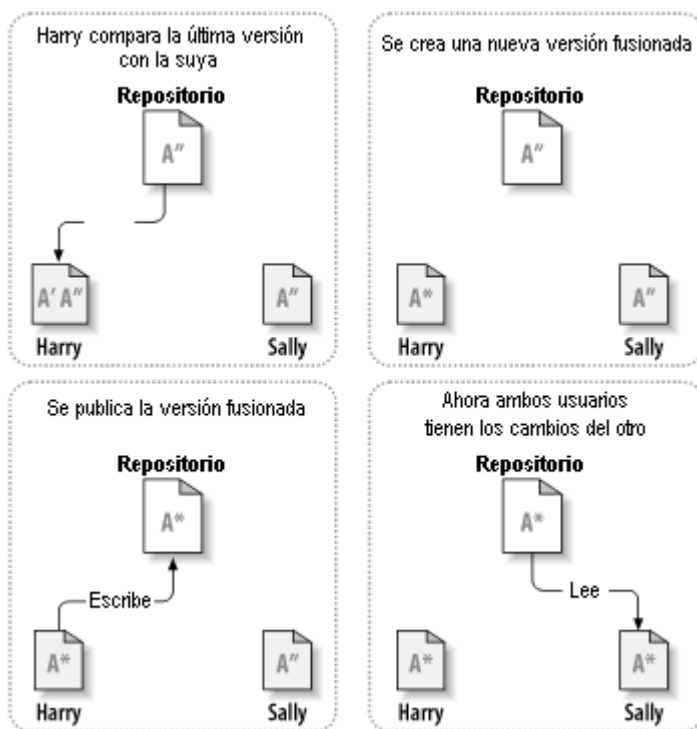 Harry compara la última versión
con la suya
Repositorio
A″
A′ A″
Harry
A″
Sally
Se crea una nueva versión fusionada
Repositorio
A″
A*
Harry
A″
Sally
Se publica la versión fusionada
Repositorio
A*
Escribe
A*
Harry
A″
Sally
Ahora ambos usuarios
tienen los cambios del otro
Repositorio
A*
Lee
A*
Harry
A*
Sally